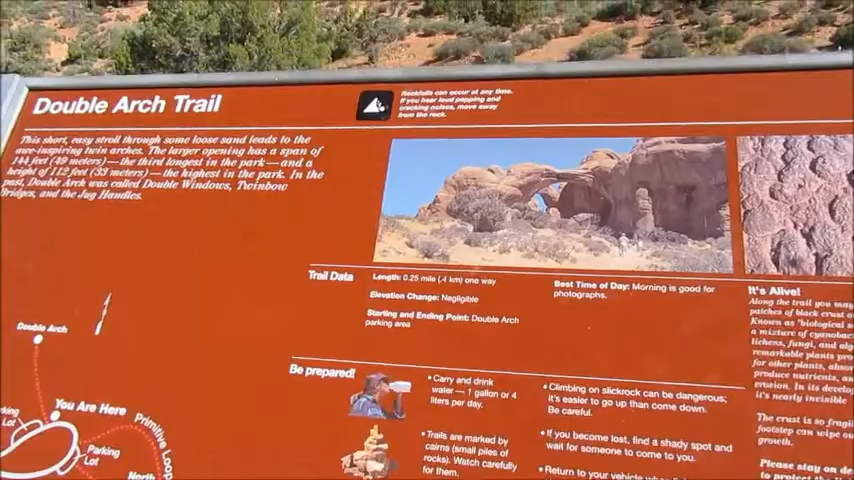 Double Arch Trail
Rockfalls can occur at any time.
If you hear loud popping and
cracking noises, move away
from the rock.
This short, easy stroll through some loose sand leads to the
awe-inspiring twin arches. The larger opening has a span of
144 feet (49 meters)—the third longest in the park—and a
height of 112 feet (33 meters)—the highest in the park. In the
past, Double Arch was called Double Windows, Twinbow
Bridges, and the Jug Handles.
Trail Data
Length: 0.25 mile (.4 km) one way
Elevation Change: Negligible
Starting and Ending Point: Double Arch
parking area
Best Time of Day: Morning is good for
photographs.
It's Alive!
Along the trail you may
patches of black crust
Known as "biological s
a mixture of cyanobac
lichens, fungi, and alg
remarkable plants
for other plants,
produce nutrients, an
erosion. In its develop
it's nearly invisible
The crust is so fragile
footstep can wipe out
growth.
Please stay on
to protect the
Be prepared!
Carry and drink
water — 1 gallon or 4
liters per day.
• Trails are marked by
cairns (small piles of
rocks). Watch carefully
for them.
• Climbing on slickrock can be dangerous;
it's easier to go up than come down.
Be careful.
• If you become lost, find a shady spot and
wait for someone to come to you.
• Return to your vehicle
Double Arch
You Are Here
Parking
Lot
Parking
Lot
Primitive Loop
North